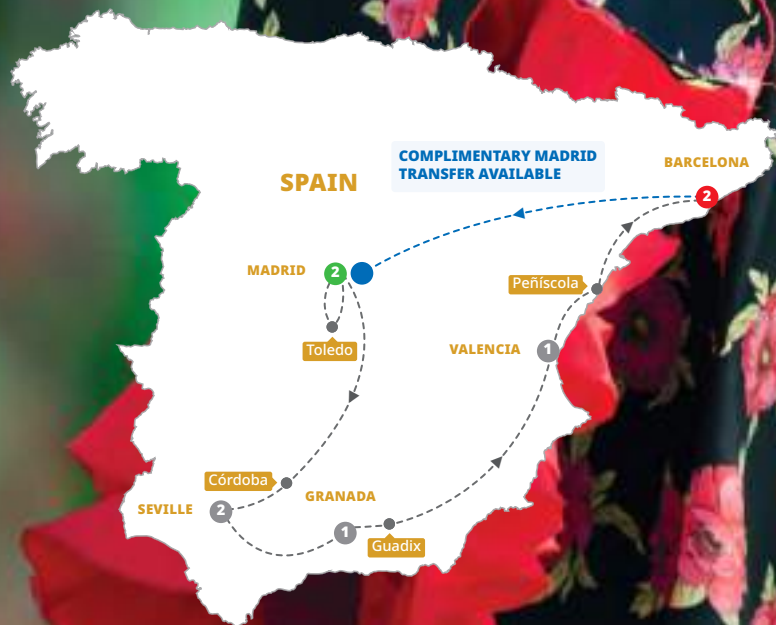 COMPLIMENTARY MADRID
TRANSFER AVAILABLE
BARCELONA
SPAIN
2
MADRID
2
Peñíscola
Toledo
VALENCIA
1
Córdoba
GRANADA
SEVILLE
2
1
Guadix